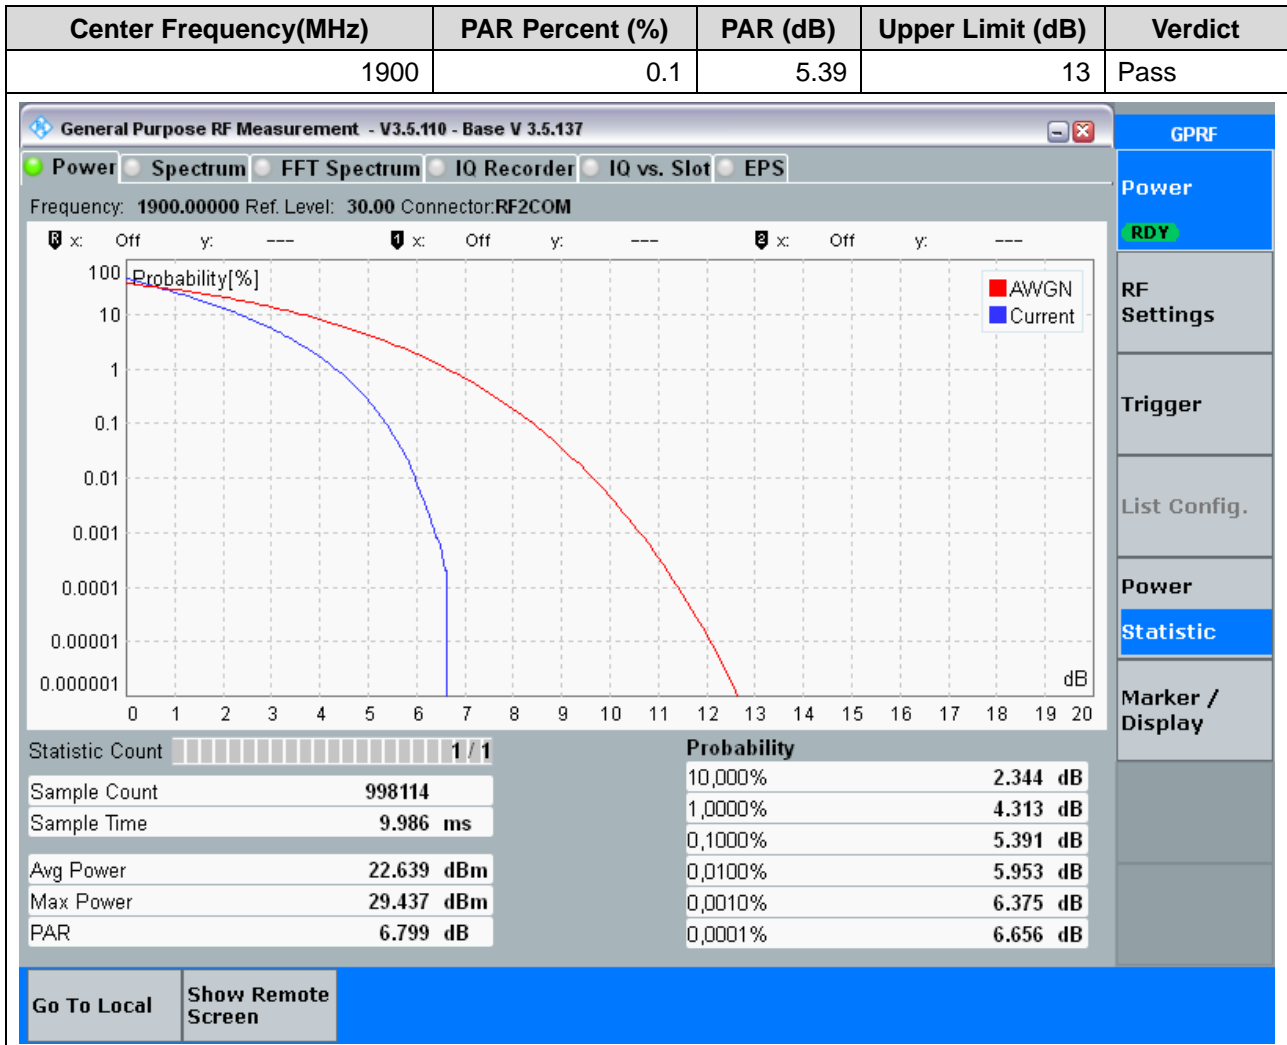 Center Frequency(MHz) PAR Percent (%) PAR (dB) Upper Limit (dB) Verdict
1900 0.1 5.39 13 Pass
General Purpose RF Measurement - V3.5.110 - Base V 3.5.137
GPRF
Power Spectrum FFT Spectrum IQ Recorder IQ vs. Slot EPS
Power
RDY
Frequency: 1900.00000 Ref. Level: 30.00 Connector:RF2COM
R x: Off y: --- 1 x: Off y: --- 2 x: Off y: ---
Probability[%]
100
10
1
0.1
0.01
0.001
0.0001
0.00001
0.000001
AWGN
Current
dB
0 1 2 3 4 5 6 7 8 9 10 11 12 13 14 15 16 17 18 19 20
RF
Settings
Trigger
List Config.
Power
Statistic
Marker /
Display
Statistic Count 1 / 1
Sample Count 998114
Sample Time 9.986 ms
Avg Power 22.639 dBm
Max Power 29.437 dBm
PAR 6.799 dB
Probability
10,000% 2.344 dB
1,0000% 4.313 dB
0,1000% 5.391 dB
0,0100% 5.953 dB
0,0010% 6.375 dB
0,0001% 6.656 dB
Go To Local
Show Remote
Screen